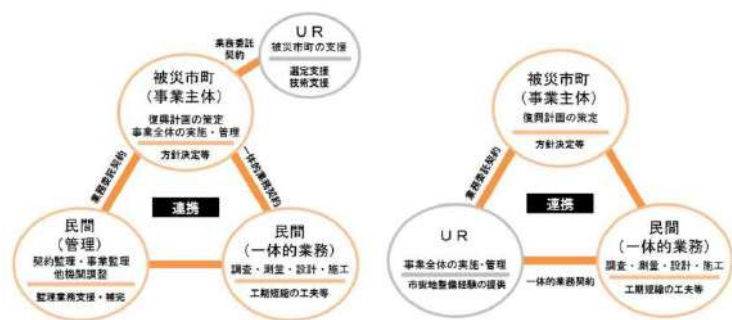 UR
被災市町の支援
選定支援
技術支援
業務委託
契約
被災市町
(事業主体)
復興計画の策定
事業全体の実施・管理
方針決定等
業務委託契約
一体的業務契約
連携
民間
(管理)
契約監理・事業監理
他機関調整
監理業務支援・補完
民間
(一体的業務)
調査・測量・設計・施工
工期短縮の工夫等
被災市町
(事業主体)
復興計画の策定
方針決定等
業務委託契約
連携
UR
事業全体の実施・管理
市街地整備経験の提供
一体的業務契約
民間
(一体的業務)
調査・測量・設計・施工
工期短縮の工夫等